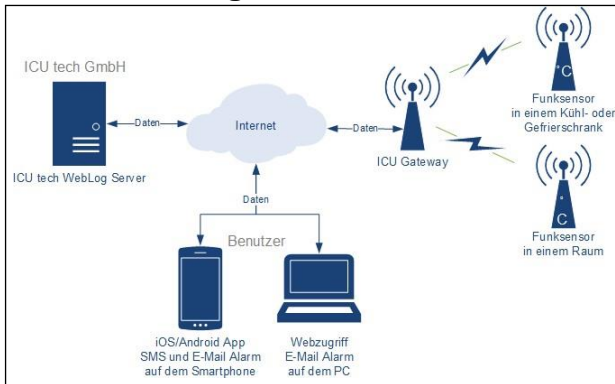 ICU tech GmbH
Daten
Internet
Daten
ICU tech WebLog Server
ICU Gateway
°C
Funksensor
in einem Kühl- oder
Gefrierschrank
Daten
Benutzer
°C
Funksensor
in einem Raum
iOS/Android App
SMS und E-Mail Alarm
auf dem Smartphone
Webzugriff
E-Mail Alarm
auf dem PC